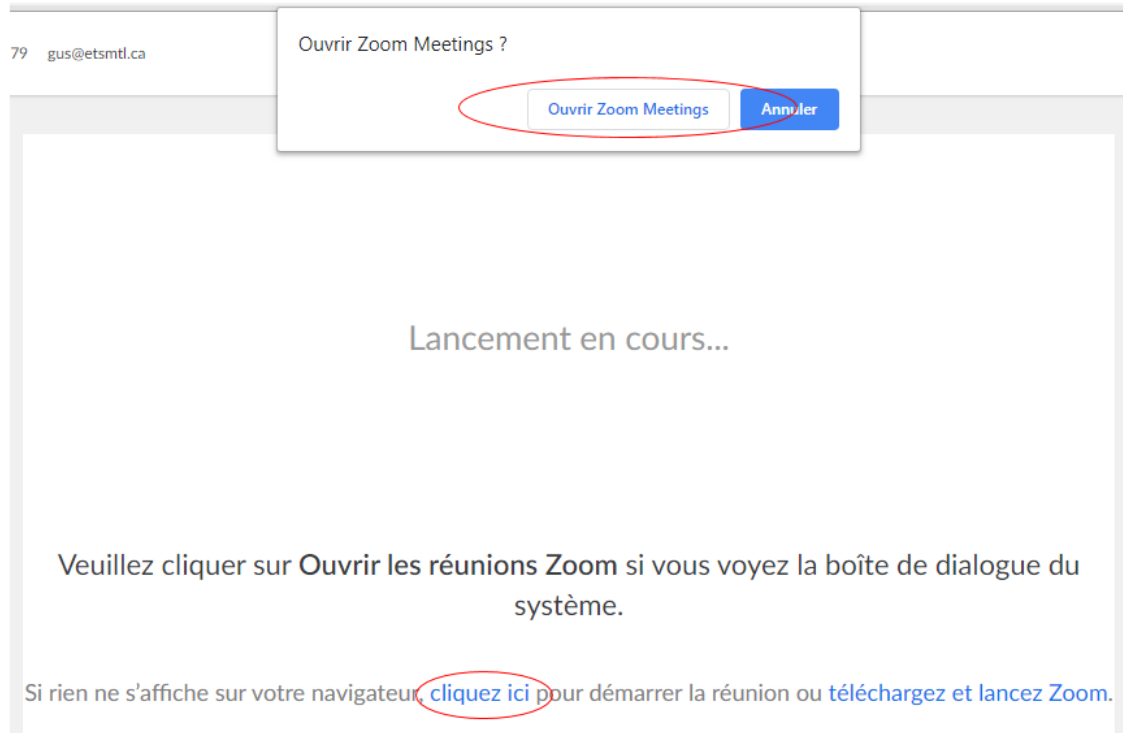 79 gus@etsmtl.ca
Ouvrir Zoom Meetings ?
Ouvrir Zoom Meetings Annuler
Lancement en cours...
Veuillez cliquer sur Ouvrir les réunions Zoom si vous voyez la boîte de dialogue du
système.
Si rien ne s’affiche sur votre navigateur, cliquez ici pour démarrer la réunion ou téléchargez et lancez Zoom.